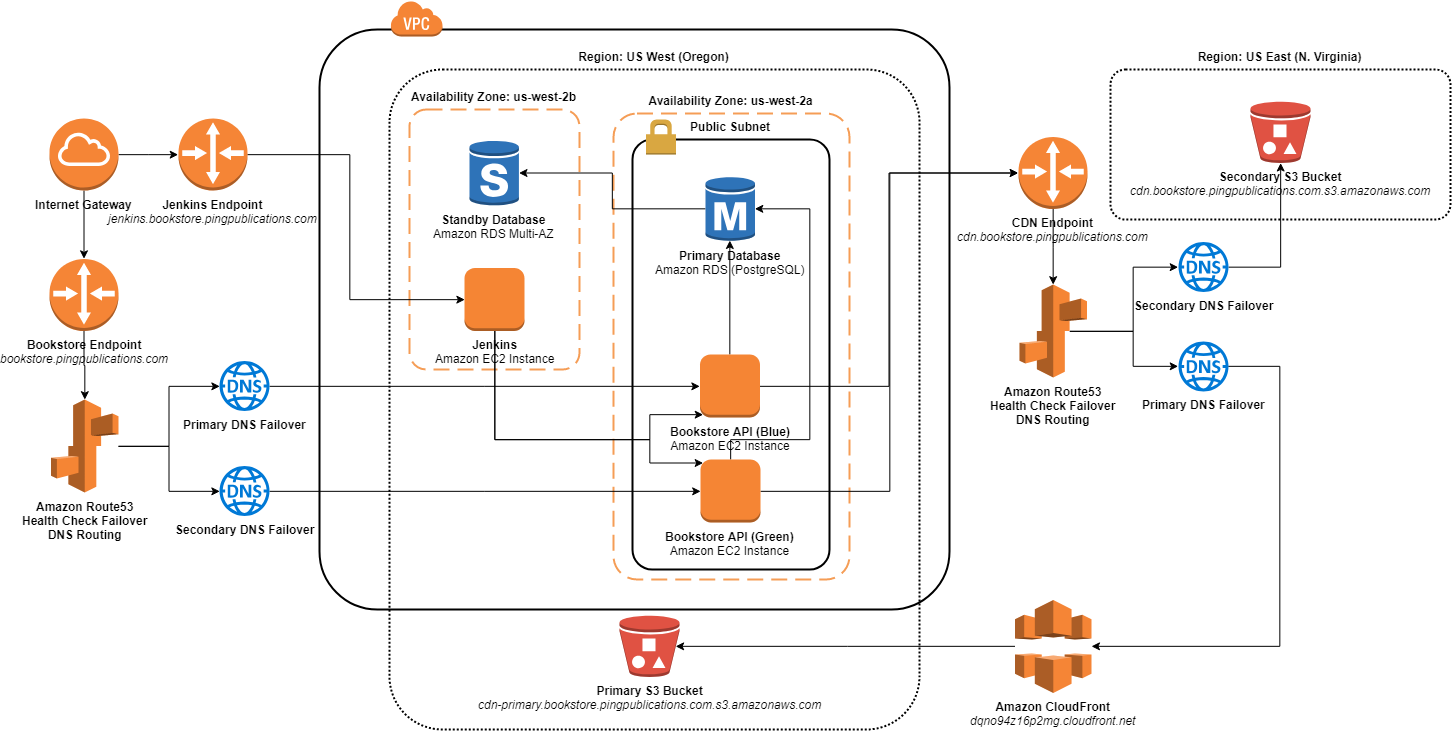 VPC
Region: US West (Oregon)
Region: US East (N. Virginia)
Availability Zone: us-west-2b
Availability Zone: us-west-2a
Public Subnet
Internet Gateway
Jenkins Endpoint
jenkins.bookstore.pingpublications.com
S
Standby Database
Amazon RDS Multi-AZ
M
Primary Database
Amazon RDS (PostgreSQL)
CDN Endpoint
cdn.bookstore.pingpublications.com
Secondary S3 Bucket
cdn.bookstore.pingpublications.com.s3.amazonaws.com
DNS
Secondary DNS Failover
Bookstore Endpoint
bookstore.pingpublications.com
Jenkins
Amazon EC2 Instance
DNS
Primary DNS Failover
Amazon Route53
Health Check Failover
DNS Routing
DNS
Primary DNS Failover
Bookstore API (Blue)
Amazon EC2 Instance
Amazon Route53
Health Check Failover
DNS Routing
DNS
Secondary DNS Failover
Bookstore API (Green)
Amazon EC2 Instance
Primary S3 Bucket
cdn-primary.bookstore.pingpublications.com.s3.amazonaws.com
Amazon CloudFront
dqno94z16p2mg.cloudfront.net